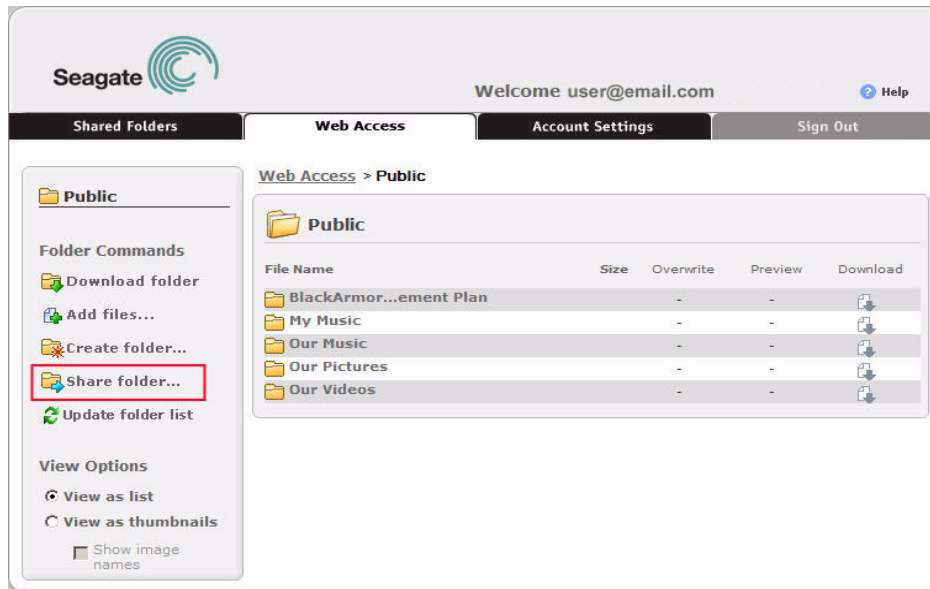 Seagate
Welcome user@email.com
Help
Shared Folders
Web Access
Account Settings
Sign Out
Public
Folder Commands
Download folder
Add files...
Create folder...
Share folder...
Update folder list
View Options
View as list
View as thumbnails
Show image
names
Web Access > Public
Public
File Name Size Overwrite Preview Download
BlackArmor...ement Plan - -
My Music - -
Our Music - -
Our Pictures - -
Our Videos - -